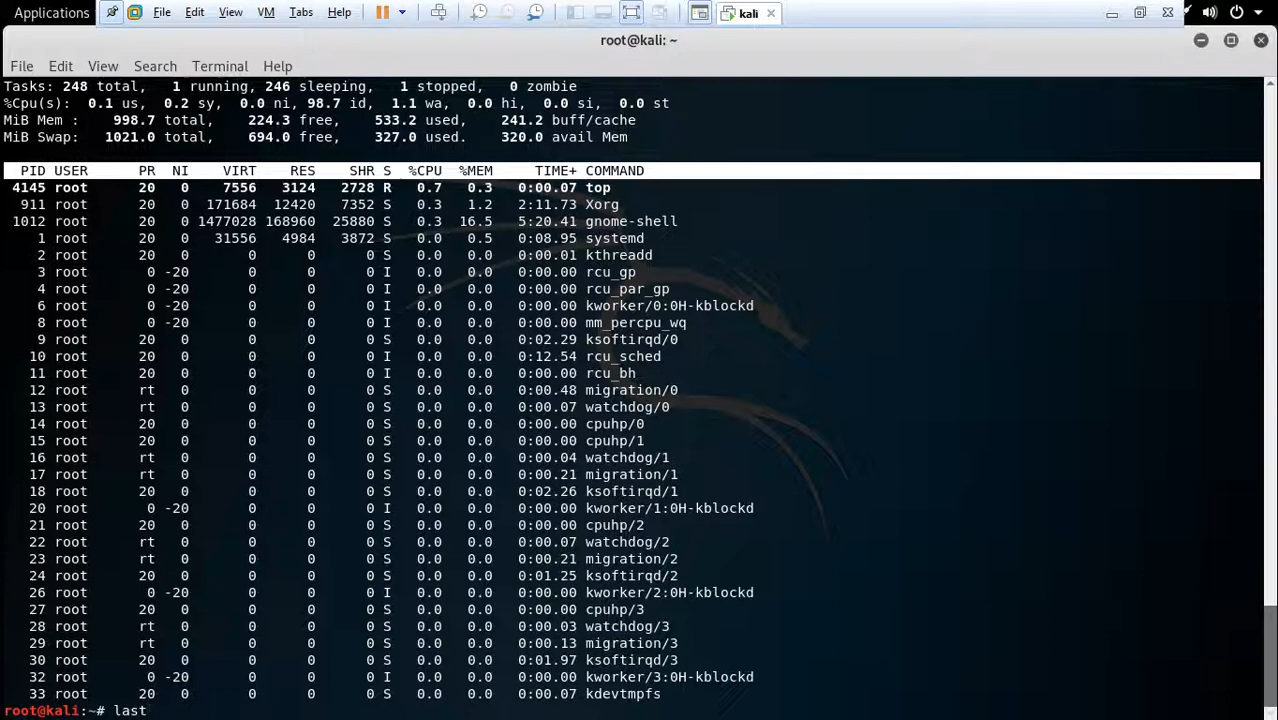 Applications File Edit View VM Tabs Help kali
root@kali: ~
File Edit View Search Terminal Help
Tasks: 248 total, 1 running, 246 sleeping, 1 stopped, 0 zombie
%Cpu(s): 0.1 us, 0.2 sy, 0.0 ni, 98.7 id, 1.1 wa, 0.0 hi, 0.0 si, 0.0 st
MiB Mem : 998.7 total, 224.3 free, 533.2 used, 241.2 buff/cache
MiB Swap: 1021.0 total, 694.0 free, 327.0 used. 320.0 avail Mem
PID USER PR NI VIRT RES SHR S %CPU %MEM TIME+ COMMAND
4145 root 20 0 7556 3124 2728 R 0.7 0.3 0:00.07 top
911 root 20 0 171684 12420 7352 S 0.3 1.2 2:11.73 Xorg
1012 root 20 0 1477028 168960 25880 S 0.3 16.5 5:20.41 gnome-shell
1 root 20 0 31556 4984 3872 S 0.0 0.5 0:08.95 systemd
2 root 20 0 0 0 0 S 0.0 0.0 0:00.01 kthreadd
3 root 0 -20 0 0 0 I 0.0 0.0 0:00.00 rcu_gp
4 root 0 -20 0 0 0 I 0.0 0.0 0:00.00 rcu_par_gp
6 root 0 -20 0 0 0 I 0.0 0.0 0:00.00 kworker/0:0H-kblockd
8 root 0 -20 0 0 0 I 0.0 0.0 0:00.00 mm_percpu_wq
9 root 20 0 0 0 0 S 0.0 0.0 0:02.29 ksoftirqd/0
10 root 20 0 0 0 0 I 0.0 0.0 0:12.54 rcu_sched
11 root 20 0 0 0 0 I 0.0 0.0 0:00.00 rcu_bh
12 root rt 0 0 0 0 S 0.0 0.0 0:00.48 migration/0
13 root rt 0 0 0 0 S 0.0 0.0 0:00.07 watchdog/0
14 root 20 0 0 0 0 S 0.0 0.0 0:00.00 cpuhp/0
15 root 20 0 0 0 0 S 0.0 0.0 0:00.00 cpuhp/1
16 root rt 0 0 0 0 S 0.0 0.0 0:00.04 watchdog/1
17 root rt 0 0 0 0 S 0.0 0.0 0:00.21 migration/1
18 root 20 0 0 0 0 S 0.0 0.0 0:02.26 ksoftirqd/1
20 root 0 -20 0 0 0 I 0.0 0.0 0:00.00 kworker/1:0H-kblockd
21 root 20 0 0 0 0 S 0.0 0.0 0:00.00 cpuhp/2
22 root rt 0 0 0 0 S 0.0 0.0 0:00.07 watchdog/2
23 root rt 0 0 0 0 S 0.0 0.0 0:00.21 migration/2
24 root 20 0 0 0 0 S 0.0 0.0 0:01.25 ksoftirqd/2
26 root 0 -20 0 0 0 I 0.0 0.0 0:00.00 kworker/2:0H-kblockd
27 root 20 0 0 0 0 S 0.0 0.0 0:00.00 cpuhp/3
28 root rt 0 0 0 0 S 0.0 0.0 0:00.03 watchdog/3
29 root rt 0 0 0 0 S 0.0 0.0 0:00.13 migration/3
30 root 20 0 0 0 0 S 0.0 0.0 0:01.97 ksoftirqd/3
32 root 0 -20 0 0 0 I 0.0 0.0 0:00.00 kworker/3:0H-kblockd
33 root 20 0 0 0 0 S 0.0 0.0 0:00.07 kdevtmpfs
root@kali:~# last